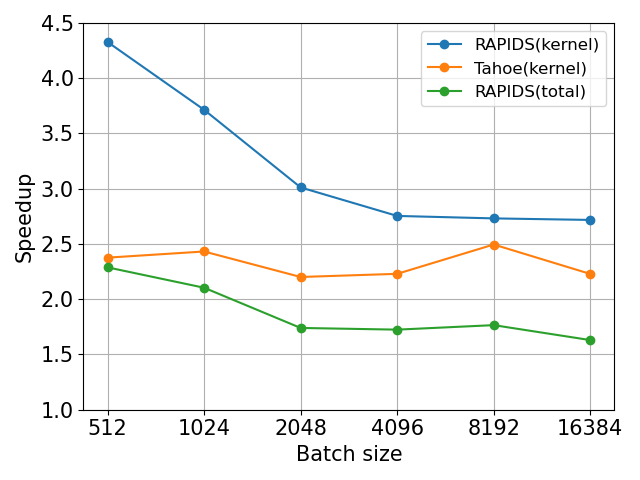 4.5
4.0
3.5
3.0
2.5
2.0
1.5
1.0
Speedup
RAPIDS(kernel)
Tahoe(kernel)
RAPIDS(total)
512 1024 2048 4096 8192 16384
Batch size